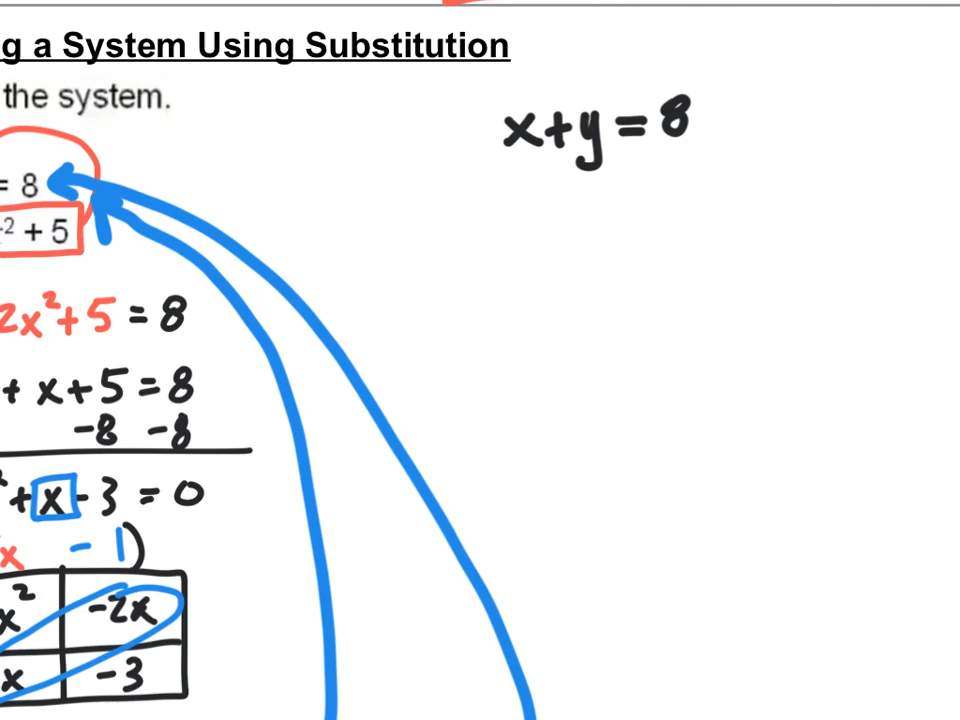 g a System Using Substitution
the system.
x+y=8
= 8
² + 5
2x²+5 = 8
+ x+5=8
-8 -8
+x-3 = 0
x - 1)
x² -2x
x -3